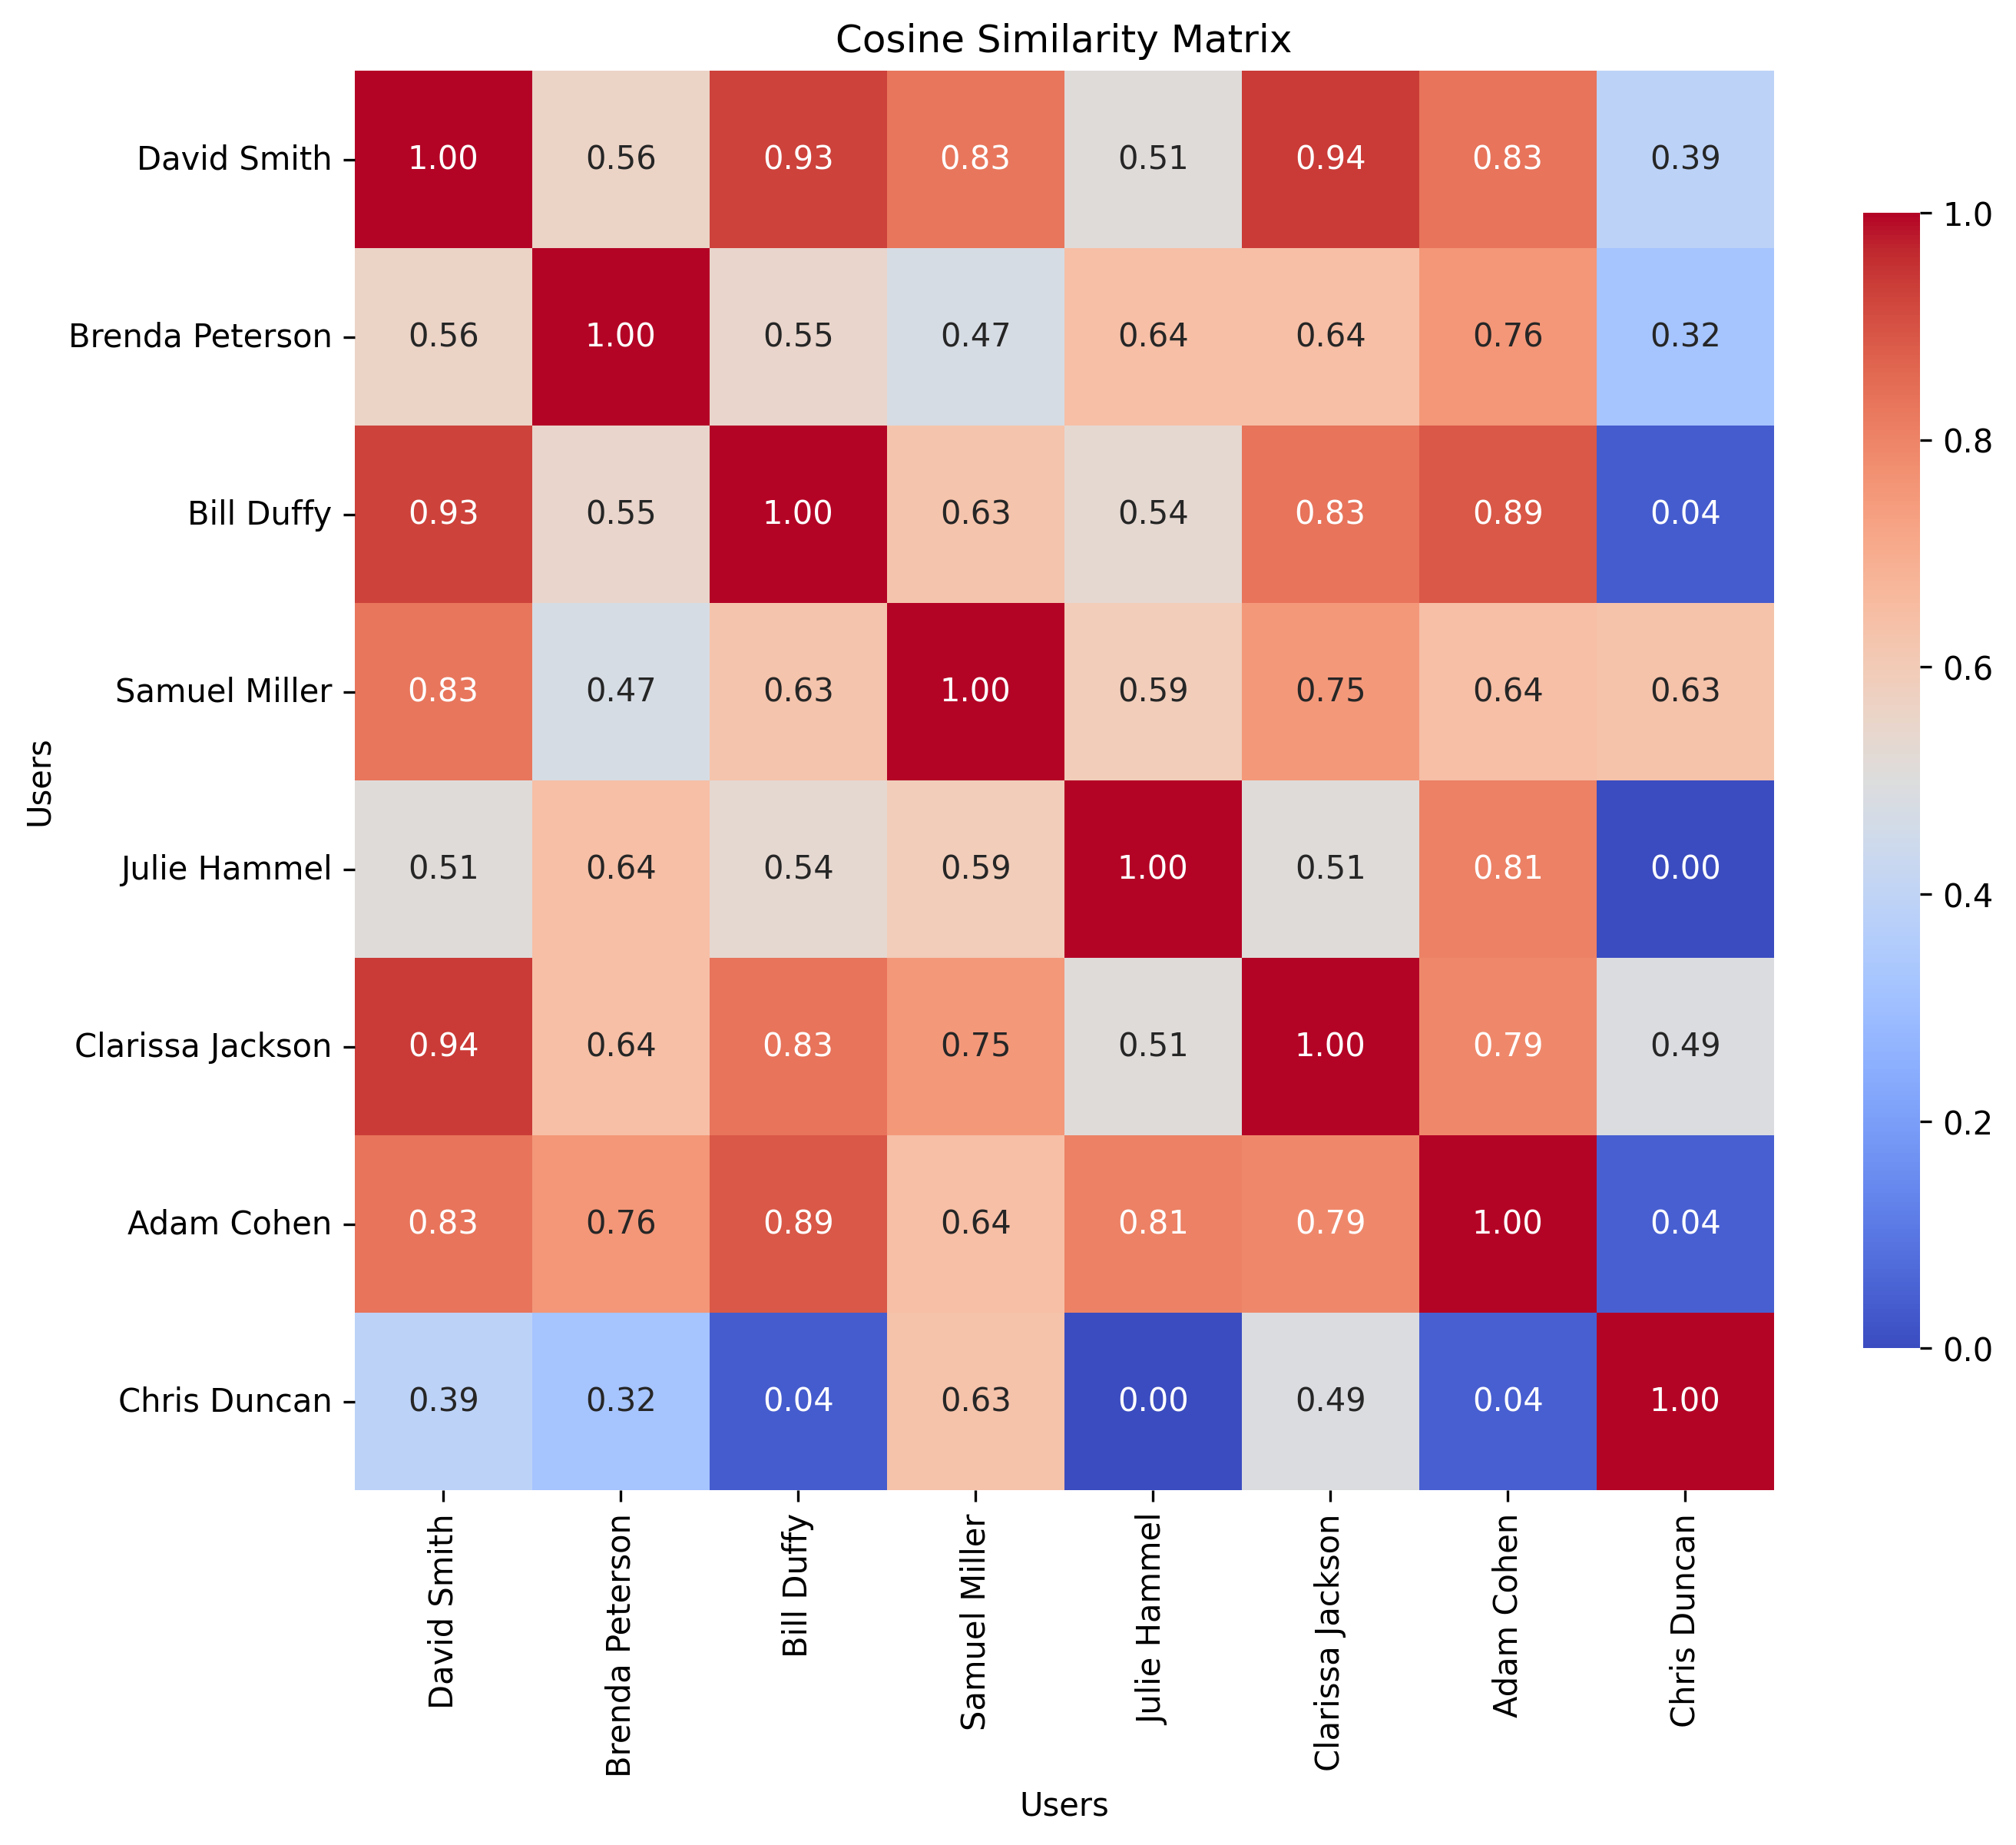 Cosine Similarity Matrix
David Smith 1.00 0.56 0.93 0.83 0.51 0.94 0.83 0.39
Brenda Peterson 0.56 1.00 0.55 0.47 0.64 0.64 0.76 0.32
Bill Duffy 0.93 0.55 1.00 0.63 0.54 0.83 0.89 0.04
Samuel Miller 0.83 0.47 0.63 1.00 0.59 0.75 0.64 0.63
Julie Hammel 0.51 0.64 0.54 0.59 1.00 0.51 0.81 0.00
Clarissa Jackson 0.94 0.64 0.83 0.75 0.51 1.00 0.79 0.49
Adam Cohen 0.83 0.76 0.89 0.64 0.81 0.79 1.00 0.04
Chris Duncan 0.39 0.32 0.04 0.63 0.00 0.49 0.04 1.00
Users
David Smith
Brenda Peterson
Bill Duffy
Samuel Miller
Julie Hammel
Clarissa Jackson
Adam Cohen
Chris Duncan
Users
1.0
0.8
0.6
0.4
0.2
0.0